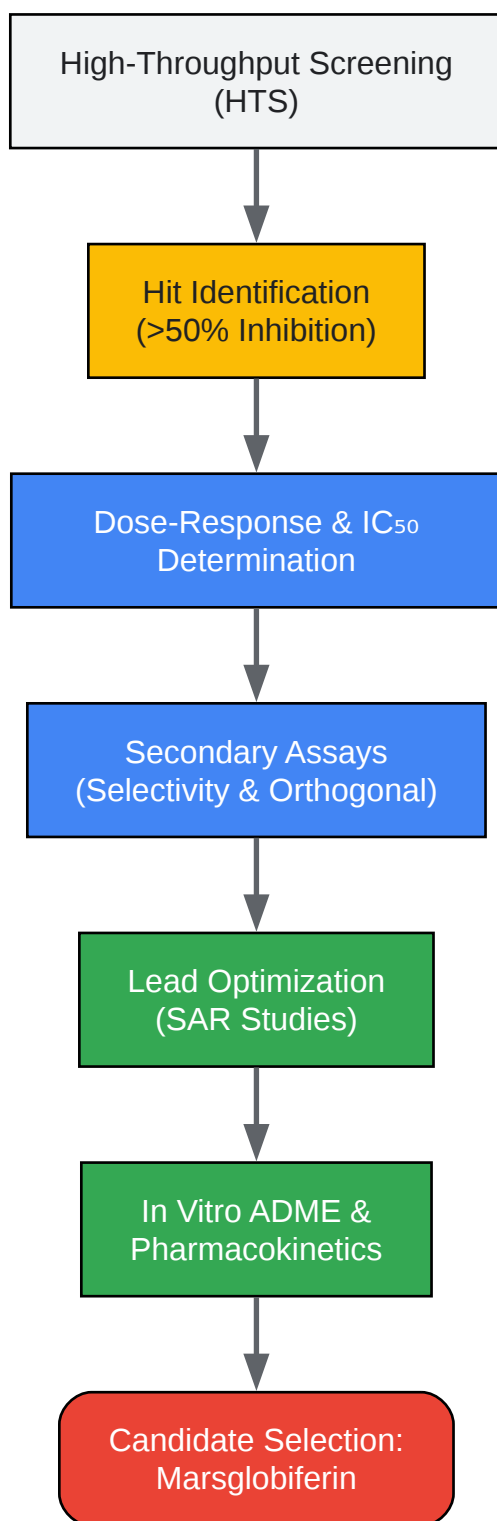 High-Throughput Screening
(HTS)
Hit Identification
(>50% Inhibition)
Dose-Response & IC₅₀
Determination
Secondary Assays
(Selectivity & Orthogonal)
Lead Optimization
(SAR Studies)
In Vitro ADME &
Pharmacokinetics
Candidate Selection:
Marsglobiferin